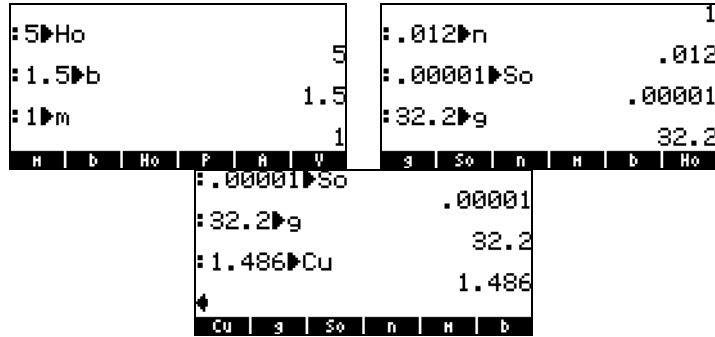 :5▶Ho
5
:1.5▶b
1.5
:1▶m
1
м b Ho P A V
1
:.012▶n
.012
:.00001▶So
.00001
:32.2▶g
32.2
g So n м b Ho
:.00001▶So
.00001
:32.2▶g
32.2
:1.486▶Cu
1.486
Cu g So n м b